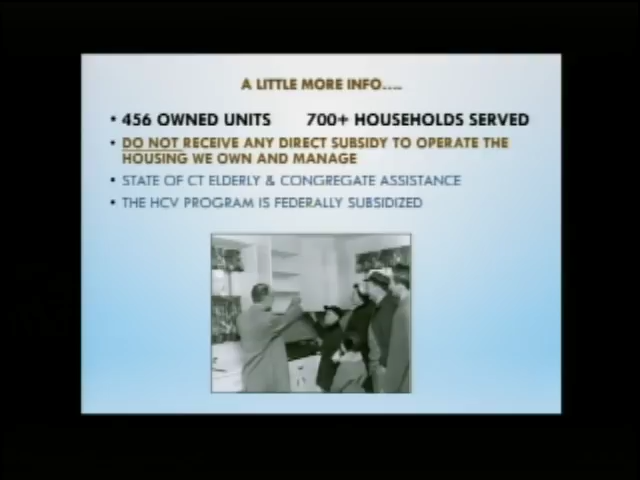 A LITTLE MORE INFO....
• 456 OWNED UNITS 700+ HOUSEHOLDS SERVED
• DO NOT RECEIVE ANY DIRECT SUBSIDY TO OPERATE THE
HOUSING WE OWN AND MANAGE
• STATE OF CT ELDERLY & CONGREGATE ASSISTANCE
• THE HCV PROGRAM IS FEDERALLY SUBSIDIZED